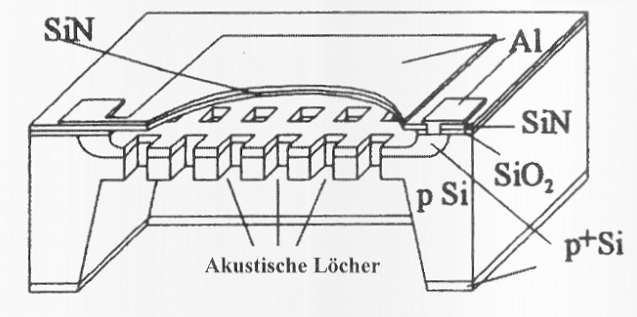 SiN
Al
SiN
SiO₂
p Si
p⁺Si
Akustische Löcher